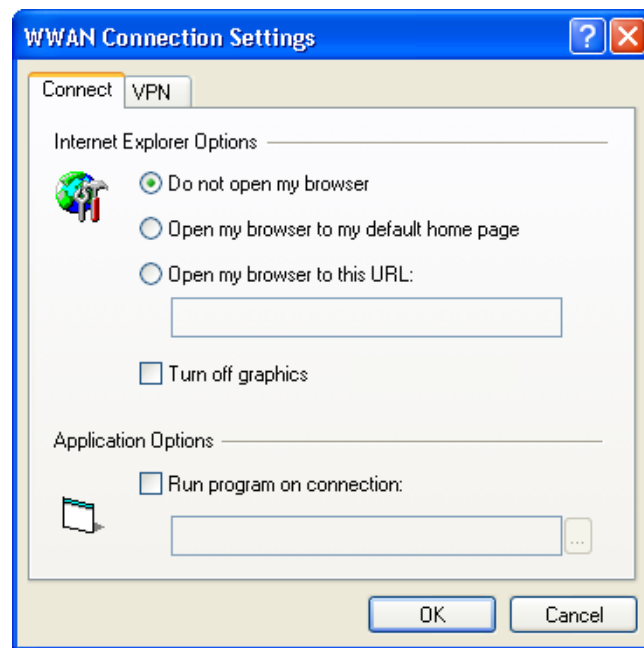 WWAN Connection Settings
?
Connect
VPN
Internet Explorer Options
Do not open my browser
Open my browser to my default home page
Open my browser to this URL:
Turn off graphics
Application Options
Run program on connection:
...
OK
Cancel